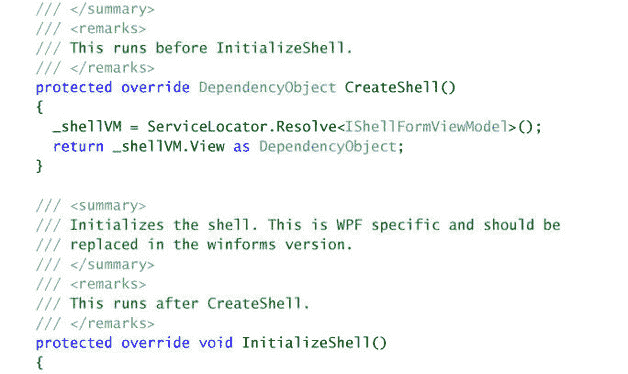 /// </summary>
/// <remarks>
/// This runs before InitializeShell.
/// </remarks>
protected override DependencyObject CreateShell()
{
_shellVM = ServiceLocator.Resolve<IShellFormViewModel>();
return _shellVM.View as DependencyObject;
}
/// <summary>
/// Initializes the shell. This is WPF specific and should be
/// replaced in the winforms version.
/// </summary>
/// <remarks>
/// This runs after CreateShell.
/// </remarks>
protected override void InitializeShell()
{